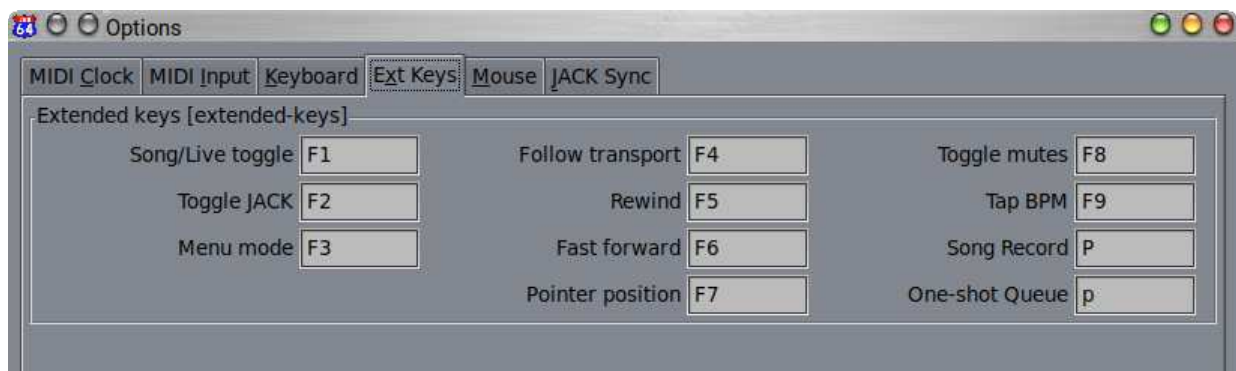 64 Options
MIDI Clock MIDI Input Keyboard Ext Keys Mouse JACK Sync
Extended keys [extended-keys]
Song/Live toggle F1 Follow transport F4 Toggle mutes F8
Toggle JACK F2 Rewind F5 Tap BPM F9
Menu mode F3 Fast forward F6 Song Record P
Pointer position F7 One-shot Queue p